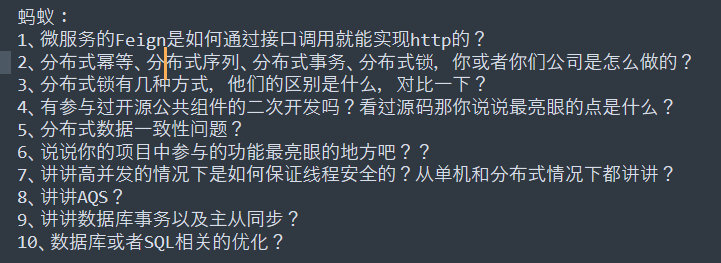 蚂蚁：
1、微服务的Feign是如何通过接口调用就能实现http的？
2、分布式幂等、分布式序列、分布式事务、分布式锁，你或者你们公司是怎么做的？
3、分布式锁有几种方式，他们的区别是什么，对比一下？
4、有参与过开源公共组件的二次开发吗？看过源码那你说说最亮眼的点是什么？
5、分布式数据一致性问题？
6、说说你的项目中参与的功能最亮眼的地方吧？？
7、讲讲高并发的情况下是如何保证线程安全的？从单机和分布式情况下都讲讲？
8、讲讲AQS？
9、讲讲数据库事务以及主从同步？
10、数据库或者SQL相关的优化？